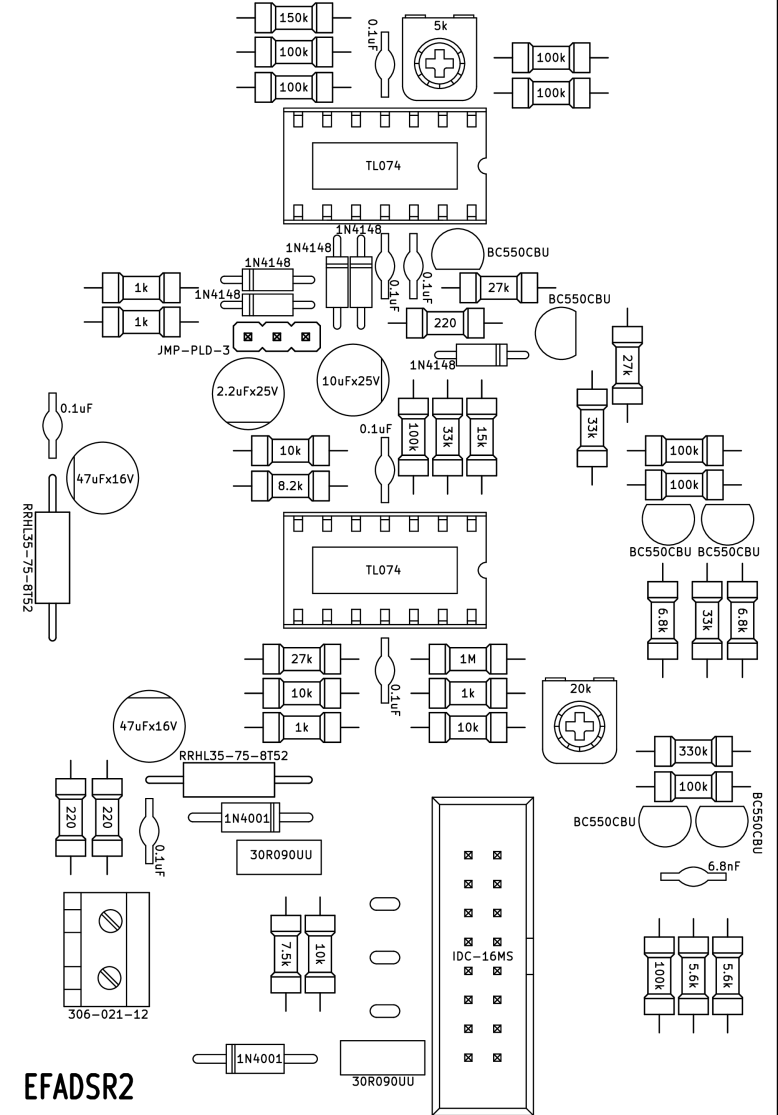 150k
0.1uF
5k
100k
100k
100k
100k
TL074
1N4148
1N4148
BC550CBU
1N4148
1N4148
0.1uF
0.1uF
1k
27k
BC550CBU
1k
220
JMP-PLD-3
1N4148
27k
2.2uFx25V
10uFx25V
0.1uF
0.1uF
100k
33k
15k
33k
10k
100k
47uFx16V
8.2k
100k
RRHL35-75-8T52
BC550CBU
BC550CBU
TL074
6.8k
33k
6.8k
27k
1M
10k
0.1uF
1k
20k
47uFx16V
1k
10k
RRHL35-75-8T52
330k
100k
220
220
1N4001
BC550CBU
BC550CBU
0.1uF
30R090UU
6.8nF
7.5k
10k
IDC-16MS
100k
5.6k
5.6k
306-021-12
1N4001
30R090UU
EFADSR2